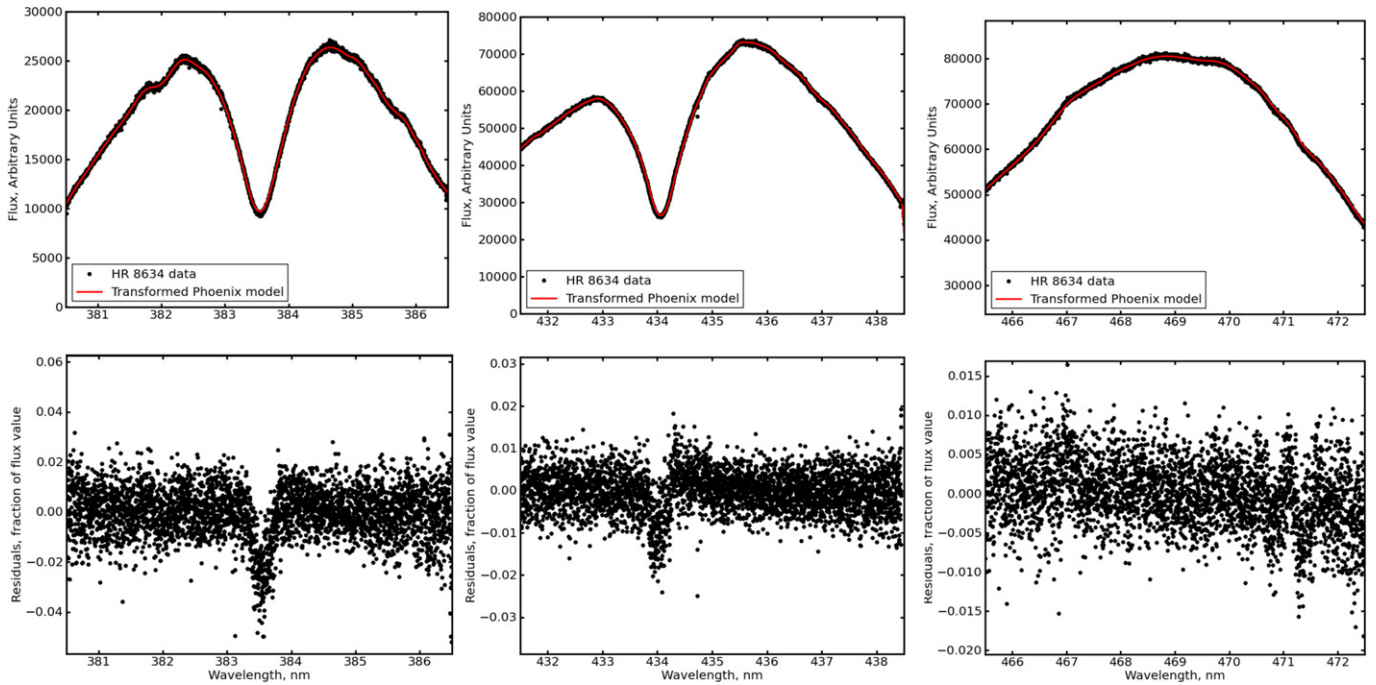 30000
25000
20000
15000
10000
5000
0
Flux, Arbitrary Units
HR 8634 data
Transformed Phoenix model
381 382 383 384 385 386
80000
70000
60000
50000
40000
30000
20000
10000
0
Flux, Arbitrary Units
HR 8634 data
Transformed Phoenix model
432 433 434 435 436 437 438
80000
70000
60000
50000
40000
30000
Flux, Arbitrary Units
HR 8634 data
Transformed Phoenix model
466 467 468 469 470 471 472
0.06
0.04
0.02
0.00
−0.02
−0.04
Residuals, fraction of flux value
381 382 383 384 385 386
Wavelength, nm
0.03
0.02
0.01
0.00
−0.01
−0.02
−0.03
Residuals, fraction of flux value
432 433 434 435 436 437 438
Wavelength, nm
0.015
0.010
0.005
0.000
−0.005
−0.010
−0.015
−0.020
Residuals, fraction of flux value
466 467 468 469 470 471 472
Wavelength, nm